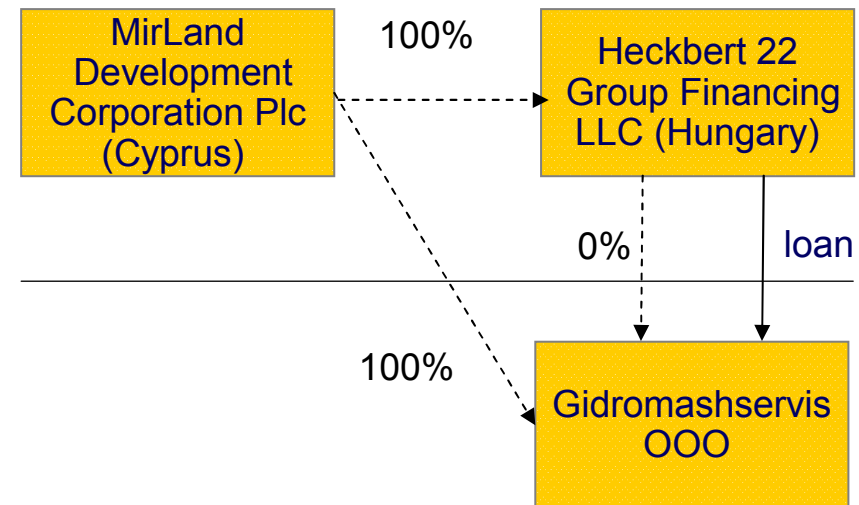 MirLand
Development
Corporation Plc
(Cyprus)
100%
Heckbert 22
Group Financing
LLC (Hungary)
0%
loan
100%
Gidromashservis
OOO